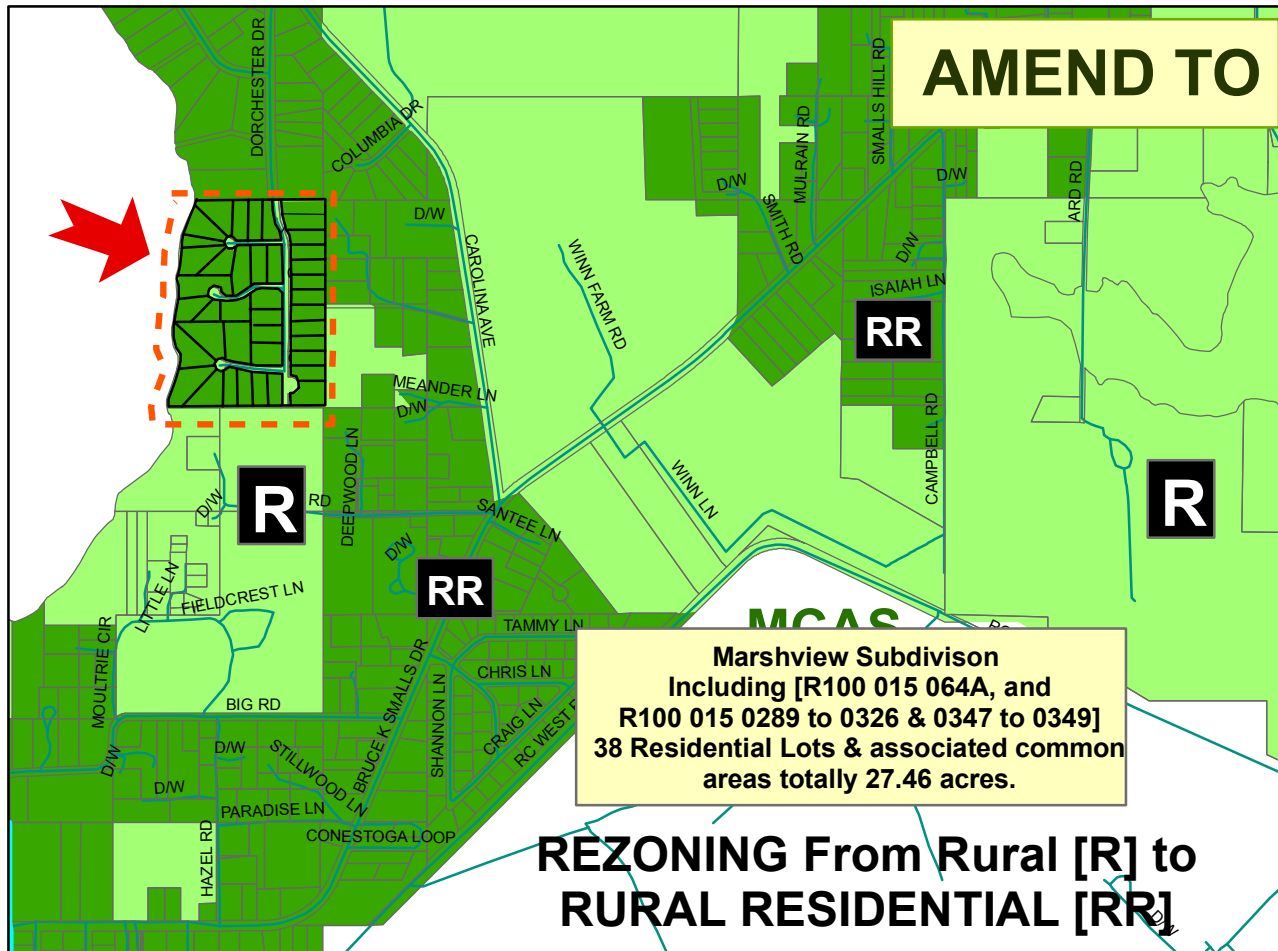 AMEND TO
DORCHESTER DR
COLUMBIA DR
SMALLS HILL RD
MULRAIN RD
D/W
SMITH RD
D/W
ARD RD
D/W
CAROLINA AVE
WINN FARM RD
D/W
ISAIAH LN
RR
MEANDER LN
D/W
CAMPBELL RD
DEEPWOOD LN
R
RD
D/W
SANTEE LN
WINN LN
R
D/W
RR
LITTLE LN
FIELDCREST LN
MOULTRIE CIR
TAMMY LN
MCAS
CHRIS LN
BIG RD
BRUCE K SMALLS DR
SHANNON LN
CRAIG LN
RC WEST
D/W
D/W
STILLWOOD LN
D/W
PARADISE LN
CONESTOGA LOOP
HAZEL RD
Marshview Subdivison
Including [R100 015 064A, and
R100 015 0289 to 0326 & 0347 to 0349]
38 Residential Lots & associated common
areas totally 27.46 acres.
REZONING From Rural [R] to
RURAL RESIDENTIAL [RR]
D/W